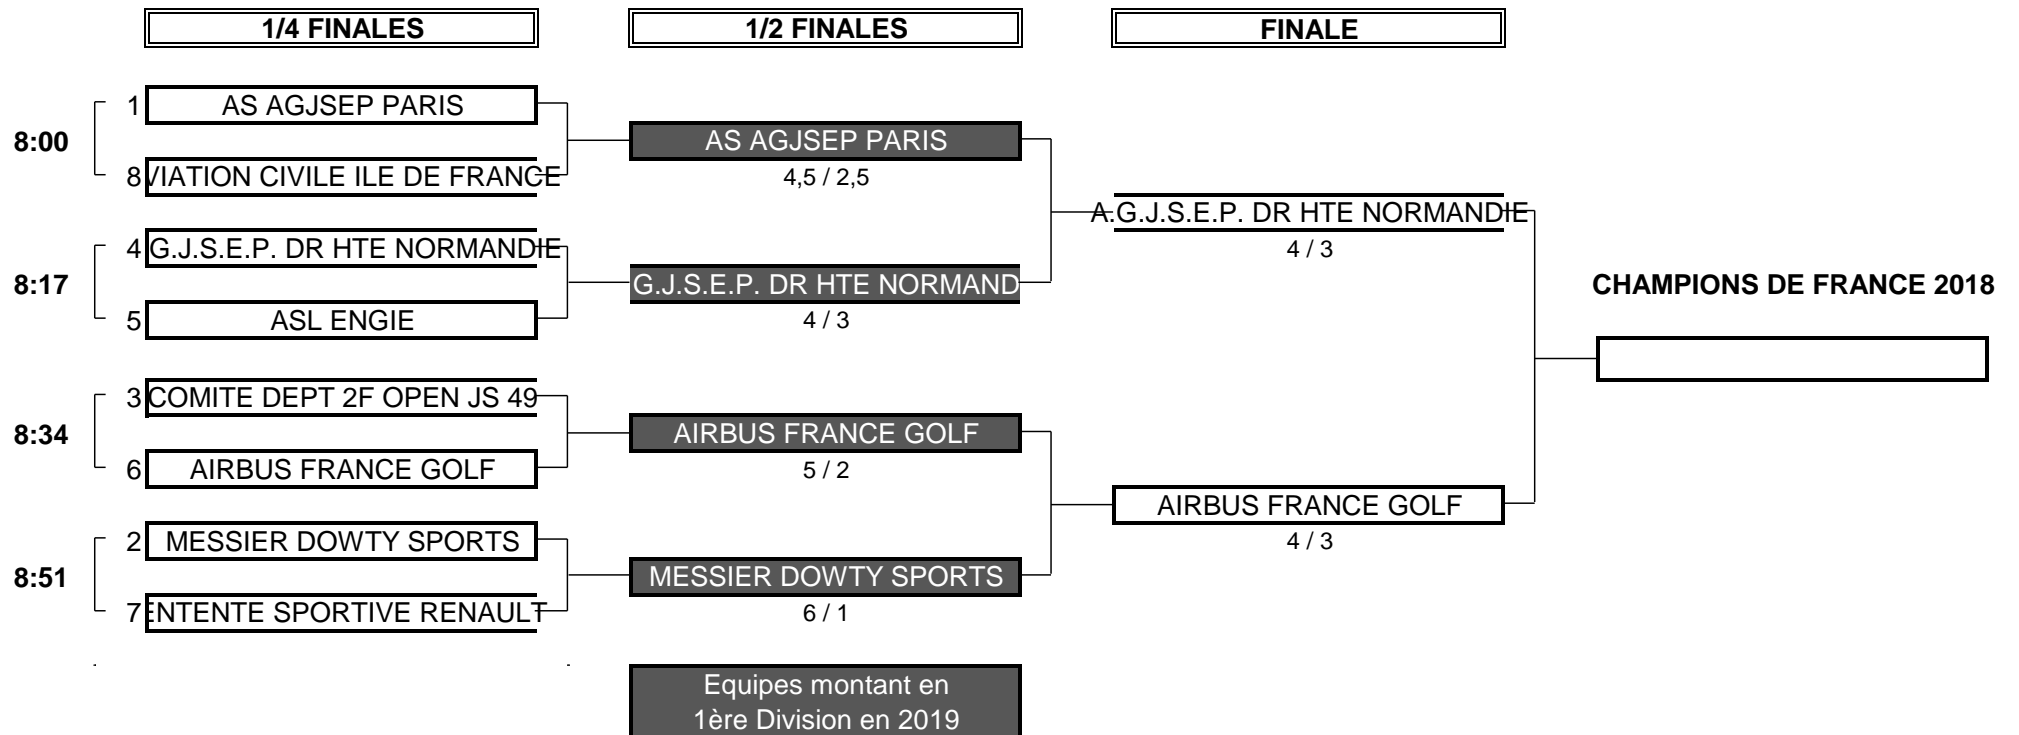 1/4 FINALES
1/2 FINALES
FINALE
8:00
1 AS AGJSEP PARIS
8 VIATION CIVILE ILE DE FRANCE
AS AGJSEP PARIS
4,5 / 2,5
8:17
4 G.J.S.E.P. DR HTE NORMANDIE
5 ASL ENGIE
G.J.S.E.P. DR HTE NORMAND
4 / 3
A.G.J.S.E.P. DR HTE NORMANDIE
4 / 3
CHAMPIONS DE FRANCE 2018
8:34
3 COMITE DEPT 2F OPEN JS 49
6 AIRBUS FRANCE GOLF
AIRBUS FRANCE GOLF
5 / 2
AIRBUS FRANCE GOLF
4 / 3
8:51
2 MESSIER DOWTY SPORTS
7 ENTENTE SPORTIVE RENAULT
MESSIER DOWTY SPORTS
6 / 1
Equipes montant en
1ère Division en 2019